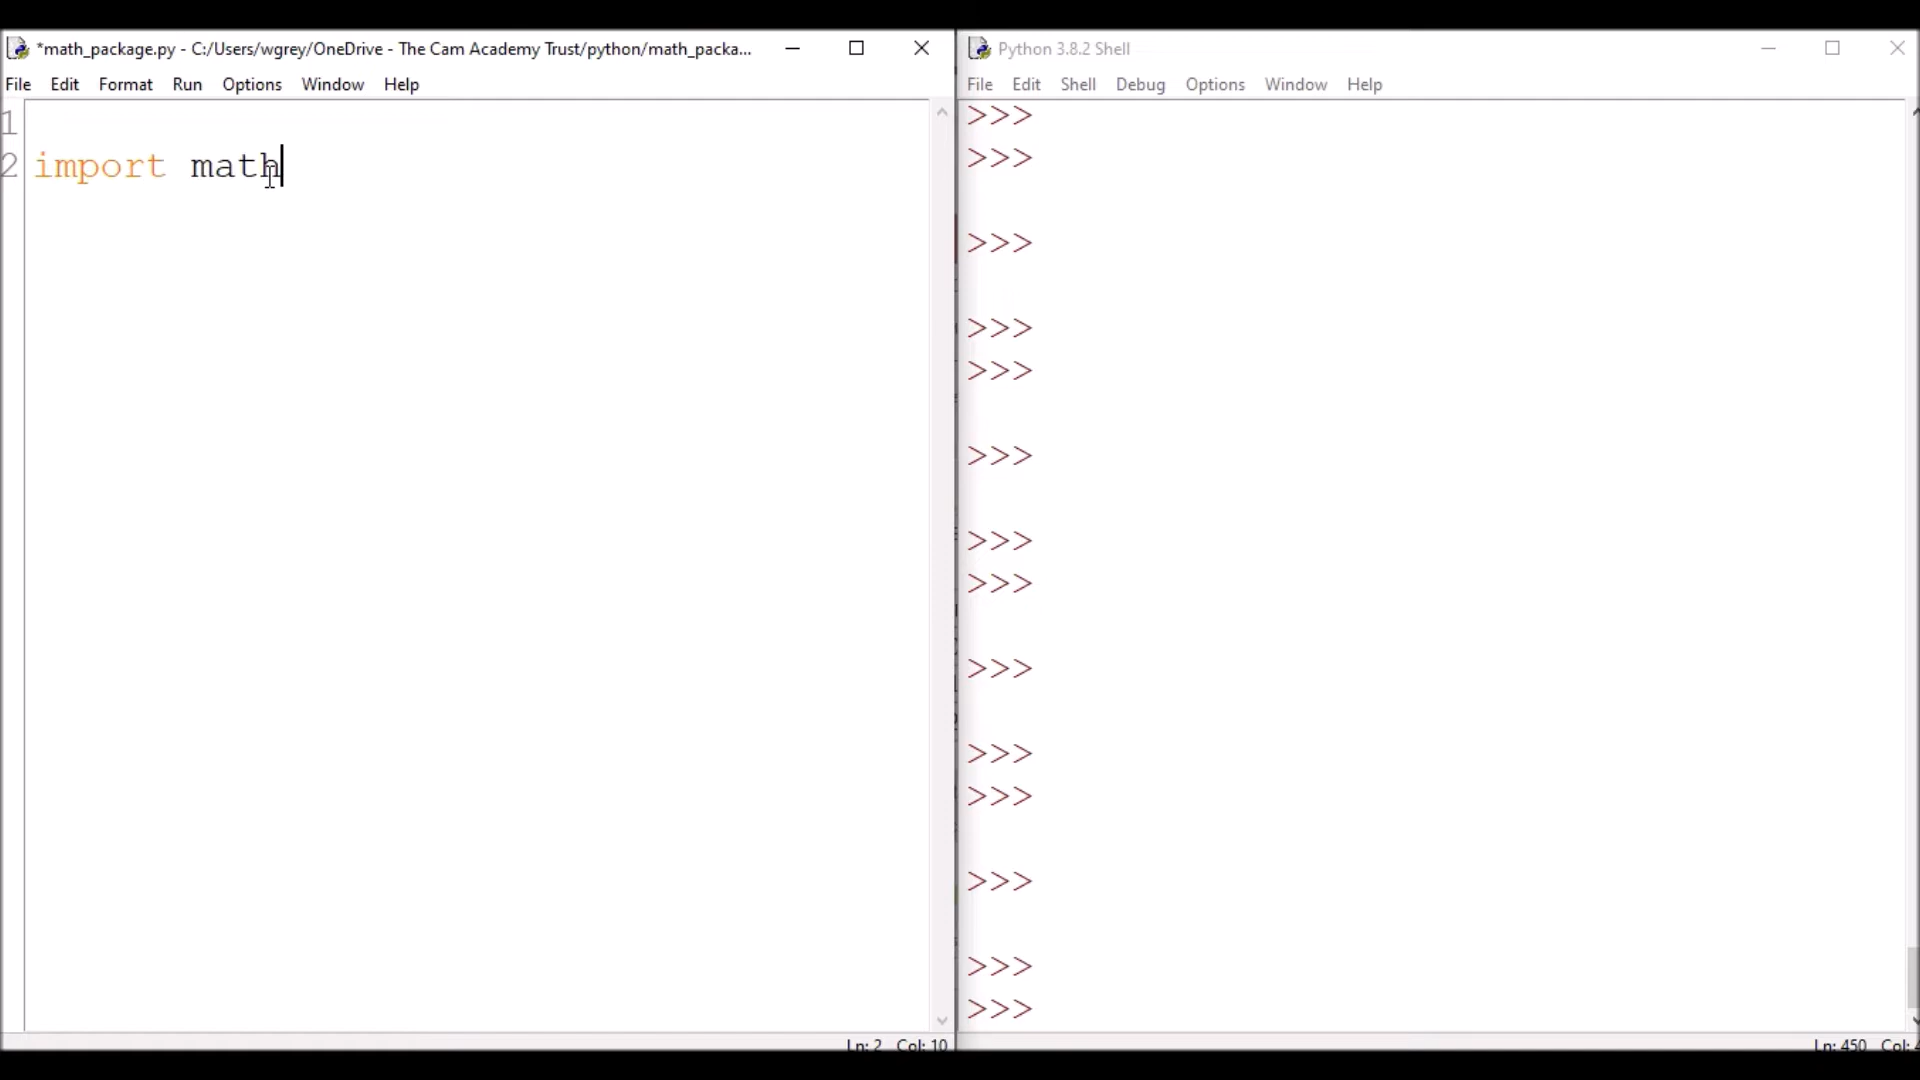 *math_package.py - C:/Users/wgrey/OneDrive - The Cam Academy Trust/python/math_packa...
File Edit Format Run Options Window Help
1
2 import math
Ln: 2 Col: 10
Python 3.8.2 Shell
File Edit Shell Debug Options Window Help
>>>
>>>
>>>
>>>
>>>
>>>
>>>
>>>
>>>
>>>
>>>
>>>
>>>
>>>
Ln: 450 Col: 4